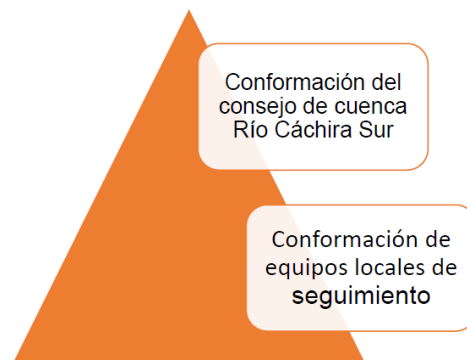 Conformación del
consejo de cuenca
Río Cáchira Sur
Conformación de
equipos locales de
seguimiento